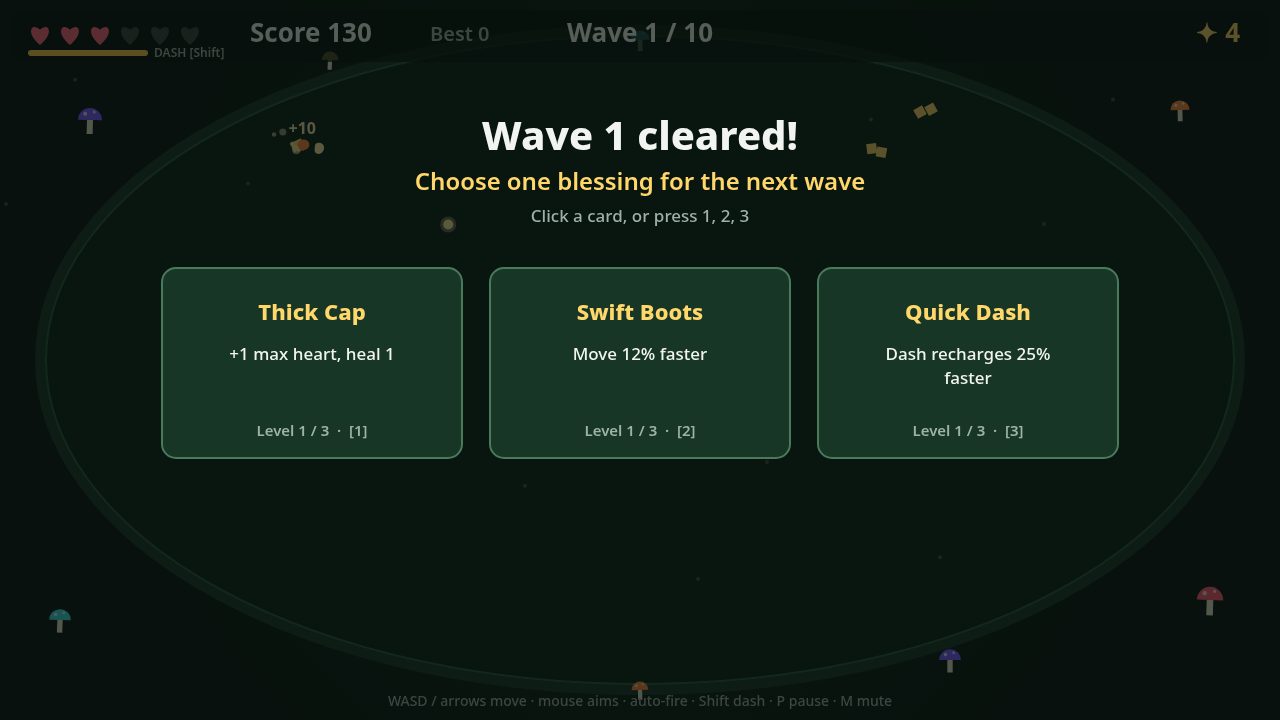 Score 130
Best 0
Wave 1 / 10
✦ 4
DASH [Shift]
+10
Wave 1 cleared!
Choose one blessing for the next wave
Click a card, or press 1, 2, 3
Thick Cap
+1 max heart, heal 1
Level 1 / 3 · [1]
Swift Boots
Move 12% faster
Level 1 / 3 · [2]
Quick Dash
Dash recharges 25%
faster
Level 1 / 3 · [3]
WASD / arrows move · mouse aims · auto-fire · Shift dash · P pause · M mute